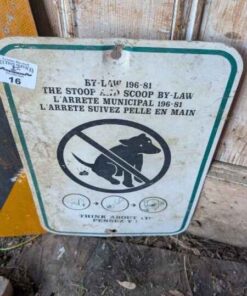 16
BY-LAW 196-81
THE STOOP AND SCOOP BY-LAW
L'ARRETE MUNICIPAL 196-81
L'ARRETE SUIVEZ PELLE EN MAIN
THINK ABOUT IT
PENSEZ Y